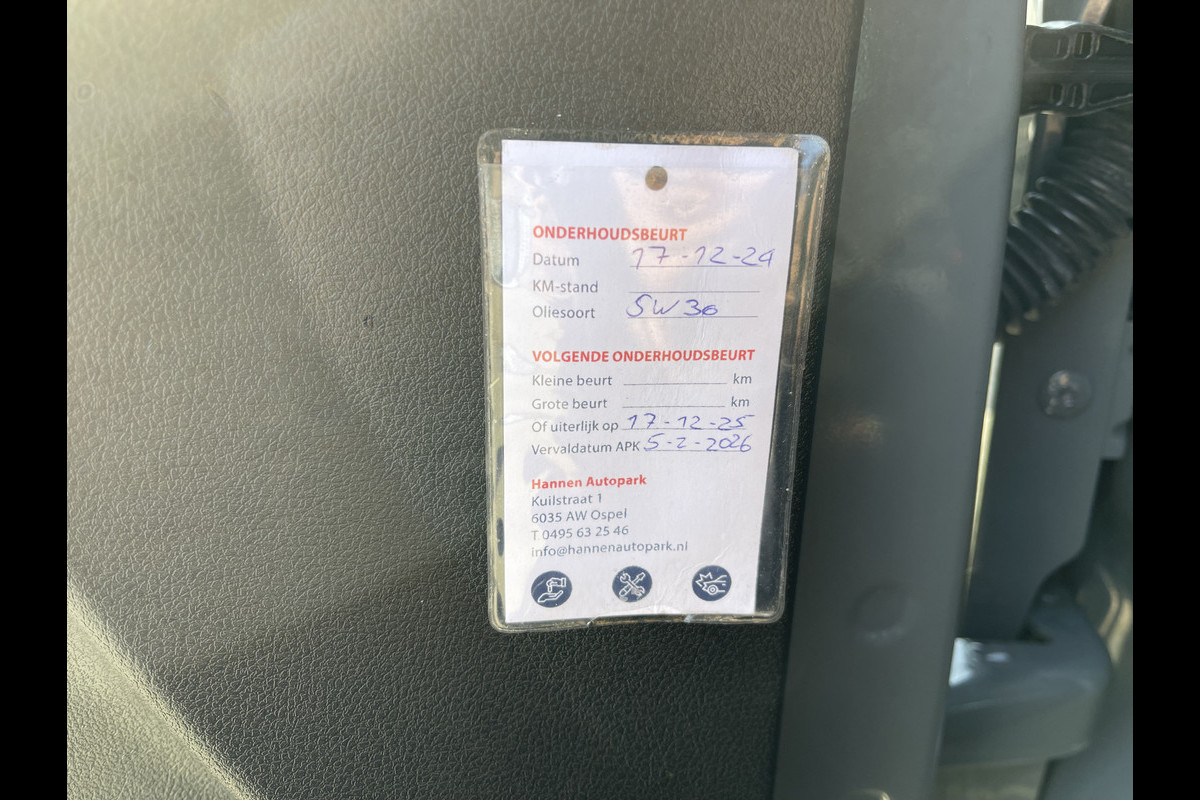 ONDERHOUDSBEURT
Datum 17-12-24
KM-stand
Oliesoort 5W30
VOLGENDE ONDERHOUDSBEURT
Kleine beurt km
Grote beurt km
Of uiterlijk op 17-12-25
Vervaldatum APK 5-2-2026
Hannen Autopark
Kuilstraat 1
6035 AW Ospel
T 0495 63 25 46
info@hannenautopark.nl